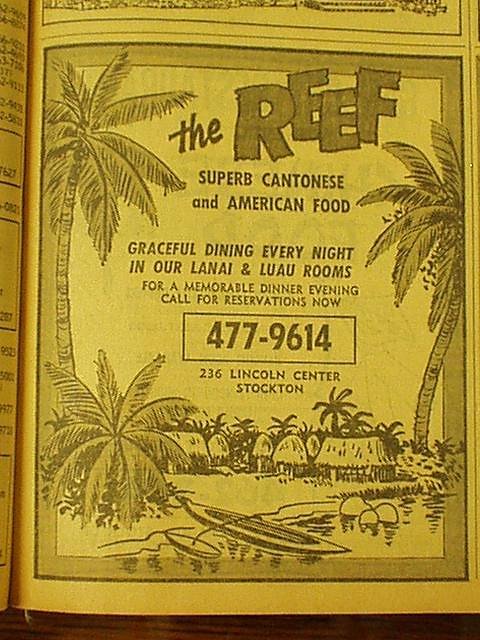 the REEF
SUPERB CANTONESE
and AMERICAN FOOD
GRACEFUL DINING EVERY NIGHT
IN OUR LANAI & LUAU ROOMS
FOR A MEMORABLE DINNER EVENING
CALL FOR RESERVATIONS NOW
477-9614
236 LINCOLN CENTER
STOCKTON